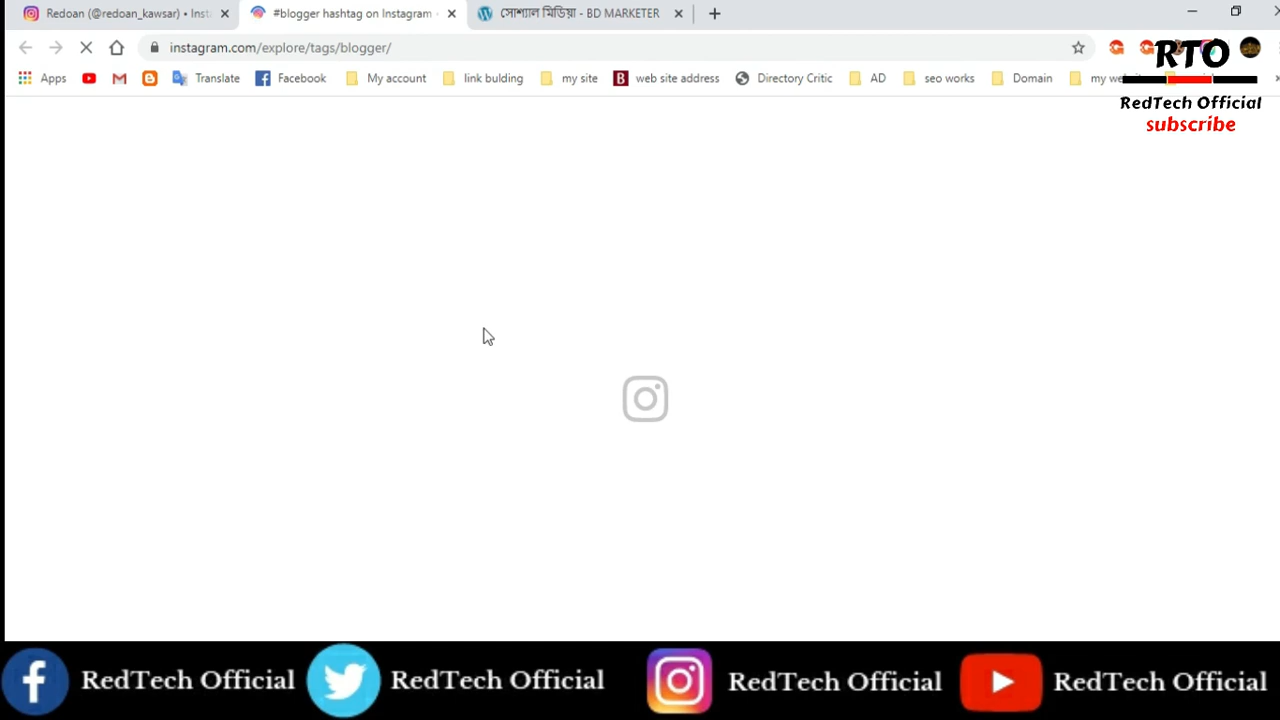 Redoan (@redoan_kawsar) • Insta
#blogger hashtag on Instagram
সোশ্যাল মিডিয়া - BD MARKETER
instagram.com/explore/tags/blogger/
Apps
Translate
Facebook
My account
link bulding
my site
B
web site address
Directory Critic
AD
seo works
Domain
RTO
RedTech Official
subscribe
RedTech Official
RedTech Official
RedTech Official
RedTech Official